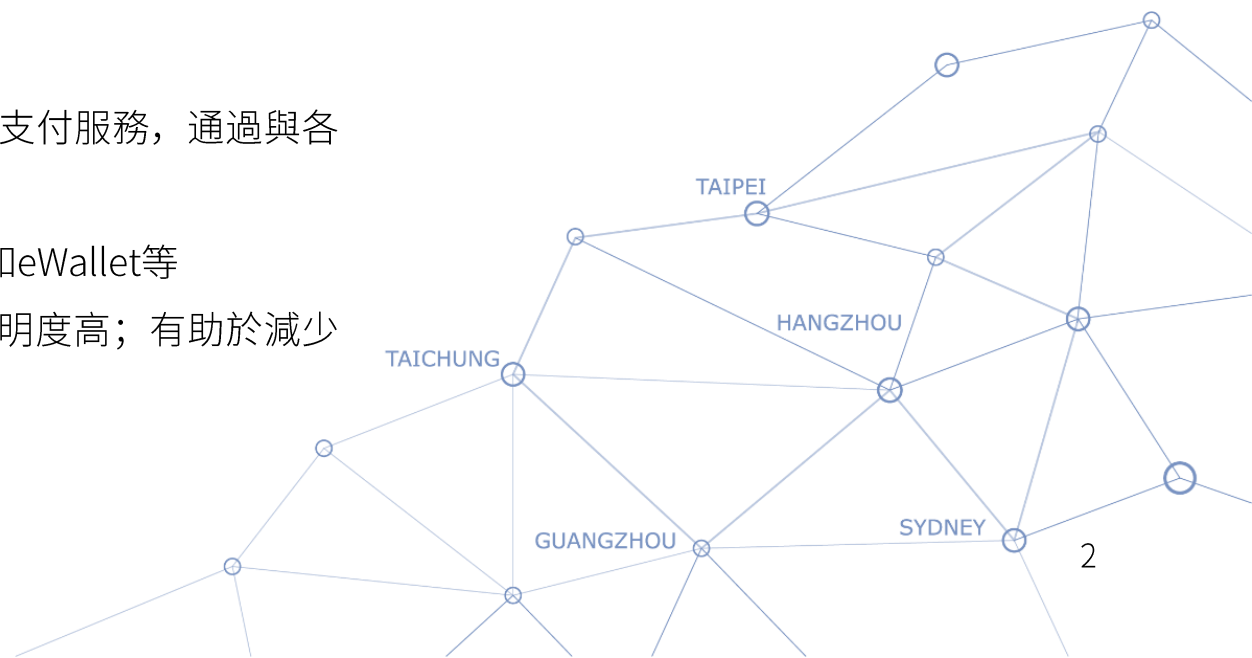 支付服務，通過與各
TAIPEI
和eWallet等
HANGZHOU
明度高；有助於減少
TAICHUNG
SYDNEY
GUANGZHOU
2